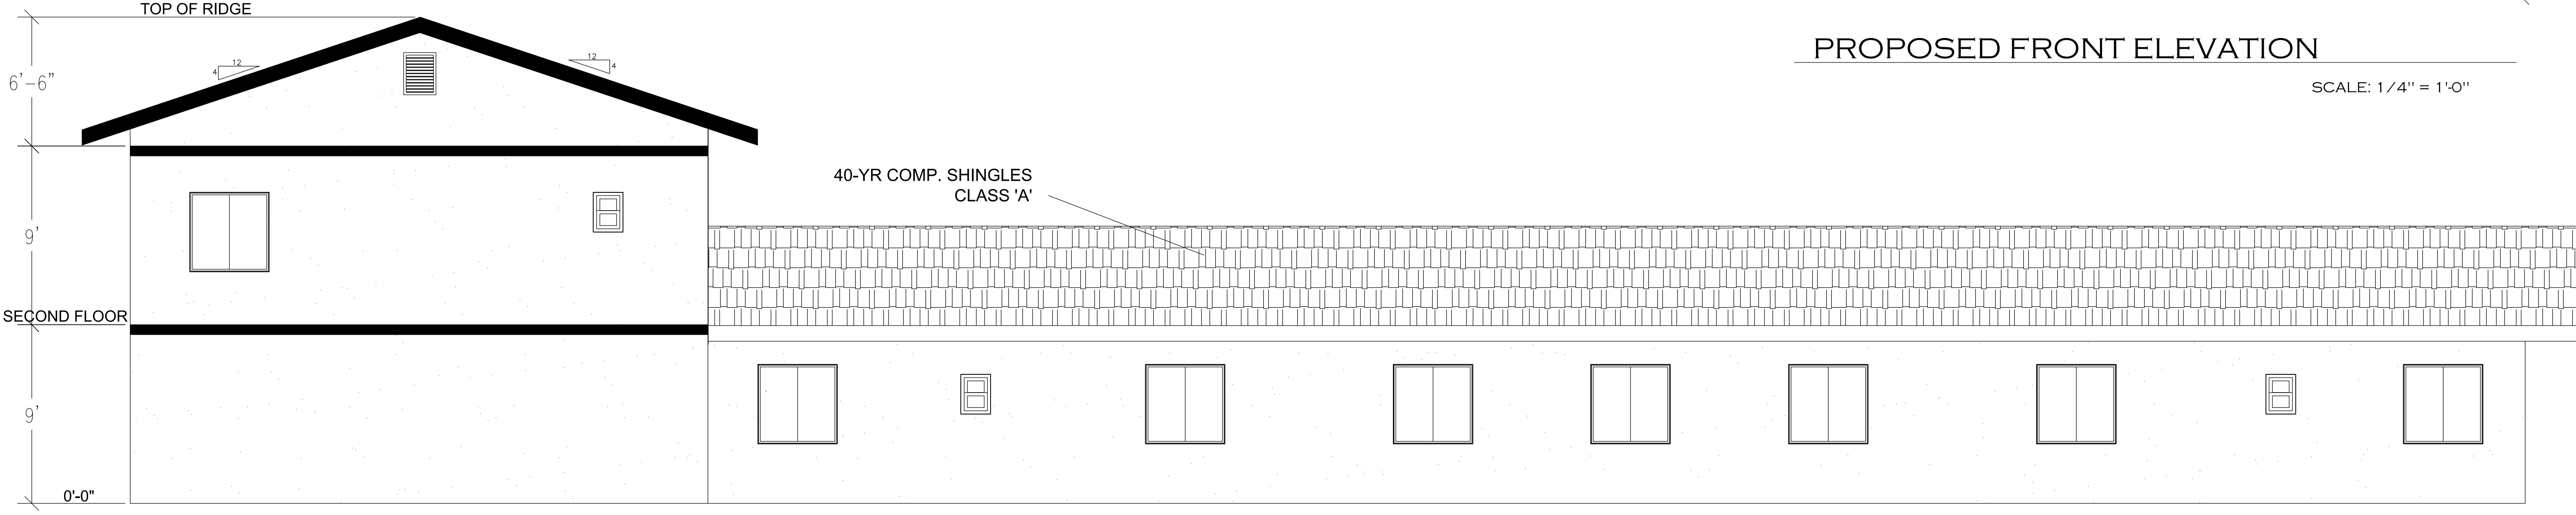 TOP OF RIDGE
PROPOSED FRONT ELEVATION
12
4
12
4
6'-6"
SCALE: 1/4" = 1'-0"
40-YR COMP. SHINGLES
CLASS 'A'
9'
SECOND FLOOR
9'
0'-0"